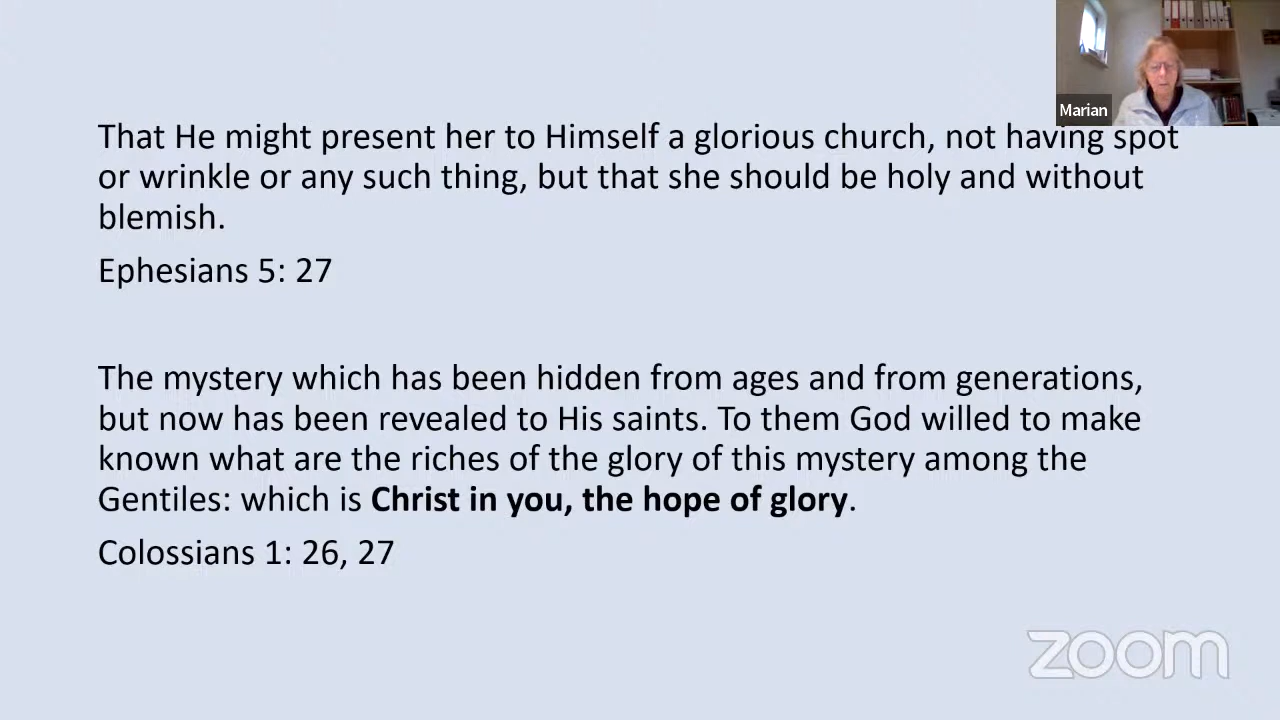 Marian
That He might present her to Himself a glorious church, not having spot
or wrinkle or any such thing, but that she should be holy and without
blemish.
Ephesians 5: 27
The mystery which has been hidden from ages and from generations,
but now has been revealed to His saints. To them God willed to make
known what are the riches of the glory of this mystery among the
Gentiles: which is Christ in you, the hope of glory.
Colossians 1: 26, 27
zoom